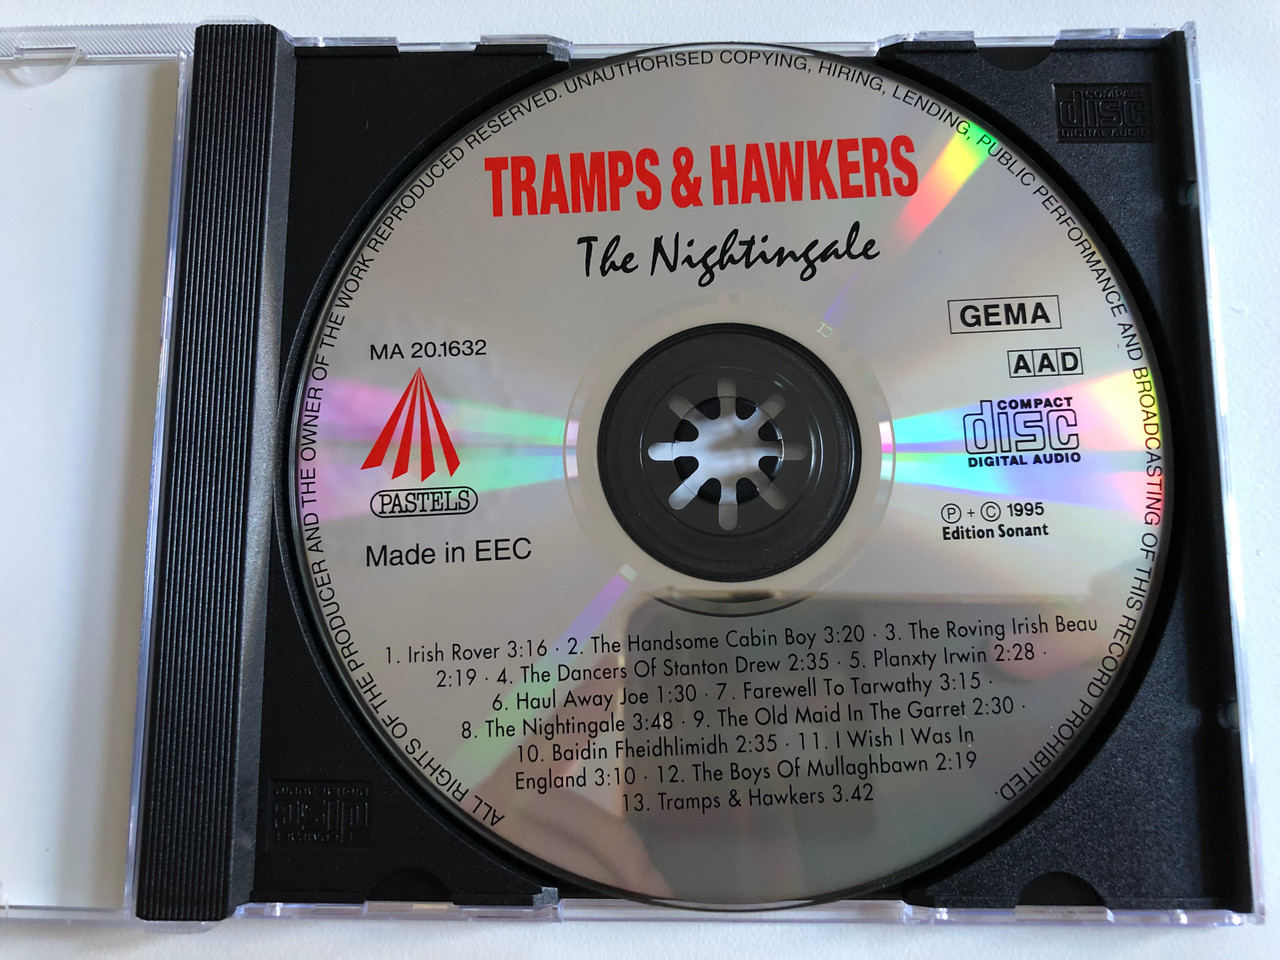 ALL RIGHTS OF THE PRODUCER AND THE OWNER OF THE WORK REPRODUCED RESERVED. UNAUTHORISED COPYING, HIRING, LENDING, PUBLIC PERFORMANCE AND BROADCASTING OF THIS RECORD PROHIBITED
TRAMPS & HAWKERS
The Nightingale
COMPACT
disc
DIGITAL AUDIO
MA 20.1632
PASTELS
Made in EEC
GEMA
AAD
COMPACT
disc
DIGITAL AUDIO
Ⓟ + Ⓒ 1995
Edition Sonant
1. Irish Rover 3:16 · 2. The Handsome Cabin Boy 3:20 · 3. The Roving Irish Beau
2:19 · 4. The Dancers Of Stanton Drew 2:35 · 5. Planxty Irwin 2:28 ·
6. Haul Away Joe 1:30 · 7. Farewell To Tarwathy 3:15 ·
8. The Nightingale 3:48 · 9. The Old Maid In The Garret 2:30 ·
10. Baidin Fheidhlimidh 2:35 · 11. I Wish I Was In
England 3:10 · 12. The Boys Of Mullaghbawn 2:19
13. Tramps & Hawkers 3.42
COMPACT
disc
DIGITAL AUDIO